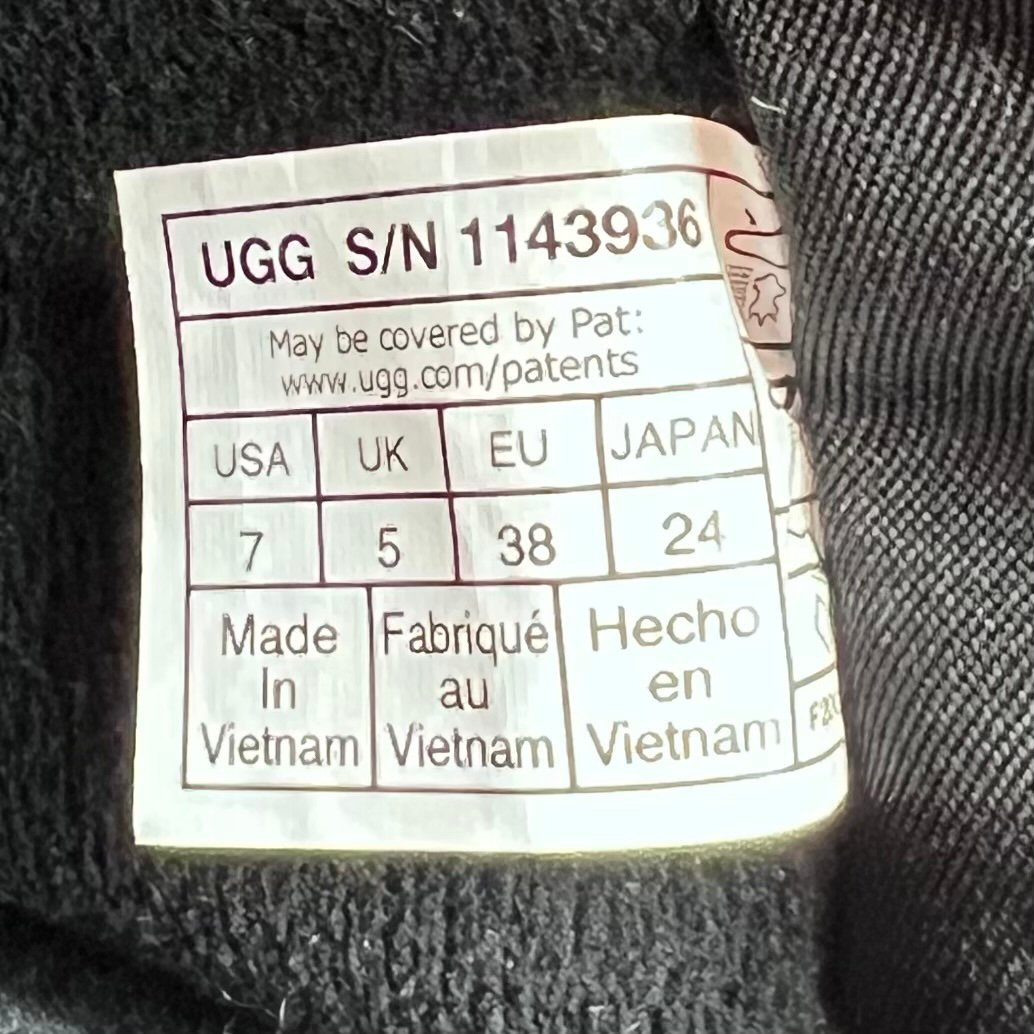 UGG S/N 1143936
May be covered by Pat:
www.ugg.com/patents
USA UK EU JAPAN
7 5 38 24
Made
In
Vietnam
Fabriqué
au
Vietnam
Hecho
en
Vietnam